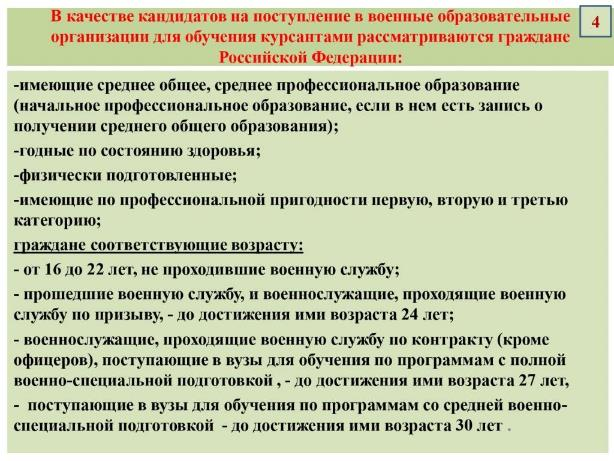 В качестве кандидатов на поступление в военные образовательные
организации для обучения курсантами рассматриваются граждане
Российской Федерации:
4
-имеющие среднее общее, среднее профессиональное образование
(начальное профессиональное образование, если в нем есть запись о
получении среднего общего образования);
-годные по состоянию здоровья;
-физически подготовленные;
-имеющие по профессиональной пригодности первую, вторую и третью
категорию;
граждане соответствующие возрасту:
- от 16 до 22 лет, не проходившие военную службу;
- прошедшие военную службу, и военнослужащие, проходящие военную
службу по призыву, - до достижения ими возраста 24 лет;
- военнослужащие, проходящие военную службу по контракту (кроме
офицеров), поступающие в вузы для обучения по программам с полной
военно-специальной подготовкой , - до достижения ими возраста 27 лет,
- поступающие в вузы для обучения по программам со средней военно-
специальной подготовкой - до достижения ими возраста 30 лет .